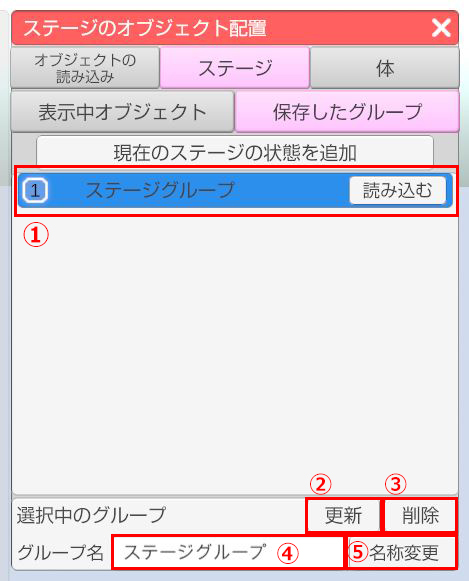 ステージのオブジェクト配置
オブジェクトの
読み込み
ステージ
体
表示中オブジェクト
保存したグループ
現在のステージの状態を追加
1 ステージグループ 読み込む
①
② ③
選択中のグループ 更新 削除
グループ名 ステージグループ ④ ⑤名称変更